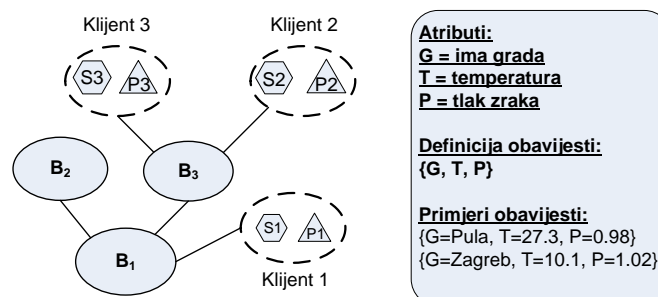 Klijent 3
Klijent 2
S3
P3
S2
P2
B2
B3
S1
P1
B1
Klijent 1
Atributi:
G = ima grada
T = temperatura
P = tlak zraka
Definicija obavijesti:
{G, T, P}
Primjeri obavijesti:
{G=Pula, T=27.3, P=0.98}
{G=Zagreb, T=10.1, P=1.02}